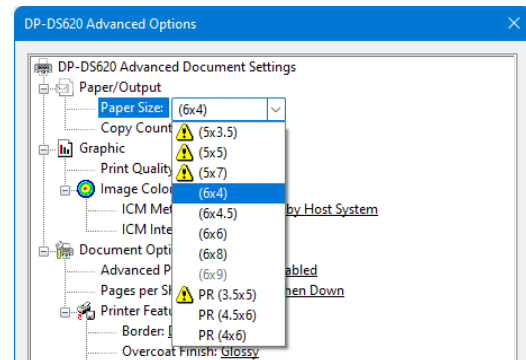 DP-DS620 Advanced Options
DP-DS620 Advanced Document Settings
Paper/Output
Paper Size: (6x4)
Copy Count
(5x3.5)
Graphic
(5x5)
Print Quality
(5x7)
Image Color
(6x4)
ICM Met
(6x4.5)
by Host System
ICM Inte
(6x6)
Document Opti
(6x8)
Advanced P
(6x9)
abled
Pages per Sh
PR (3.5x5)
hen Down
Printer Featu
PR (4.5x6)
Border:
PR (4x6)
Overcoat Finish: Glossy